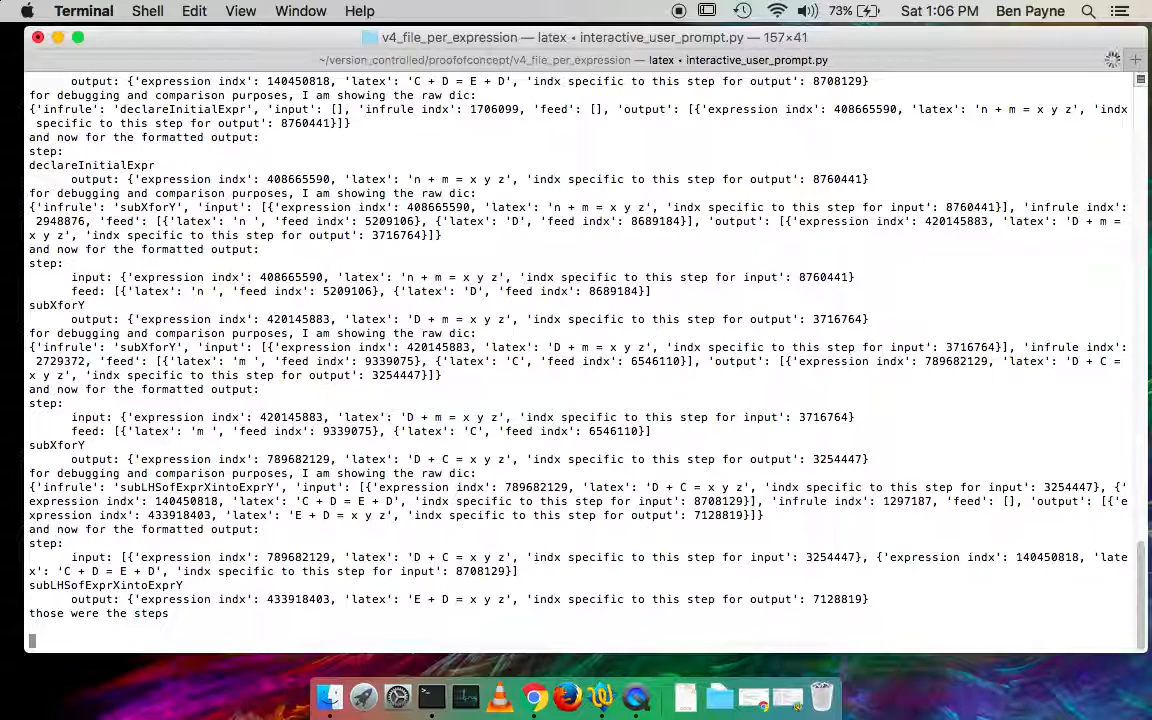 Terminal Shell Edit View Window Help 73% Sat 1:06 PM Ben Payne
v4_file_per_expression — latex • interactive_user_prompt.py — 157×41
~/version_controlled/proofofconcept/v4_file_per_expression — latex • interactive_user_prompt.py
output: {'expression indx': 140450818, 'latex': 'C + D = E + D', 'indx specific to this step for output': 8708129}
for debugging and comparison purposes, I am showing the raw dic:
{'infrule': 'declareInitialExpr', 'input': [], 'infrule indx': 1706099, 'feed': [], 'output': [{'expression indx': 408665590, 'latex': 'n + m = x y z', 'indx
specific to this step for output': 8760441}]}
and now for the formatted output:
step:
declareInitialExpr
output: {'expression indx': 408665590, 'latex': 'n + m = x y z', 'indx specific to this step for output': 8760441}
for debugging and comparison purposes, I am showing the raw dic:
{'infrule': 'subXforY', 'input': [{'expression indx': 408665590, 'latex': 'n + m = x y z', 'indx specific to this step for input': 8760441}], 'infrule indx':
2948876, 'feed': [{'latex': 'n ', 'feed indx': 5209106}, {'latex': 'D', 'feed indx': 8689184}], 'output': [{'expression indx': 420145883, 'latex': 'D + m =
x y z', 'indx specific to this step for output': 3716764}]}
and now for the formatted output:
step:
input: {'expression indx': 408665590, 'latex': 'n + m = x y z', 'indx specific to this step for input': 8760441}
feed: [{'latex': 'n ', 'feed indx': 5209106}, {'latex': 'D', 'feed indx': 8689184}]
subXforY
output: {'expression indx': 420145883, 'latex': 'D + m = x y z', 'indx specific to this step for output': 3716764}
for debugging and comparison purposes, I am showing the raw dic:
{'infrule': 'subXforY', 'input': [{'expression indx': 420145883, 'latex': 'D + m = x y z', 'indx specific to this step for input': 3716764}], 'infrule indx':
2729372, 'feed': [{'latex': 'm ', 'feed indx': 9339075}, {'latex': 'C', 'feed indx': 6546110}], 'output': [{'expression indx': 789682129, 'latex': 'D + C =
x y z', 'indx specific to this step for output': 3254447}]}
and now for the formatted output:
step:
input: {'expression indx': 420145883, 'latex': 'D + m = x y z', 'indx specific to this step for input': 3716764}
feed: [{'latex': 'm ', 'feed indx': 9339075}, {'latex': 'C', 'feed indx': 6546110}]
subXforY
output: {'expression indx': 789682129, 'latex': 'D + C = x y z', 'indx specific to this step for output': 3254447}
for debugging and comparison purposes, I am showing the raw dic:
{'infrule': 'subLHSofExprXintoExprY', 'input': [{'expression indx': 789682129, 'latex': 'D + C = x y z', 'indx specific to this step for input': 3254447}, {'
expression indx': 140450818, 'latex': 'C + D = E + D', 'indx specific to this step for input': 8708129}], 'infrule indx': 1297187, 'feed': [], 'output': [{'e
xpression indx': 433918403, 'latex': 'E + D = x y z', 'indx specific to this step for output': 7128819}]}
and now for the formatted output:
step:
input: [{'expression indx': 789682129, 'latex': 'D + C = x y z', 'indx specific to this step for input': 3254447}, {'expression indx': 140450818, 'late
x': 'C + D = E + D', 'indx specific to this step for input': 8708129}]
subLHSofExprXintoExprY
output: {'expression indx': 433918403, 'latex': 'E + D = x y z', 'indx specific to this step for output': 7128819}
those were the steps